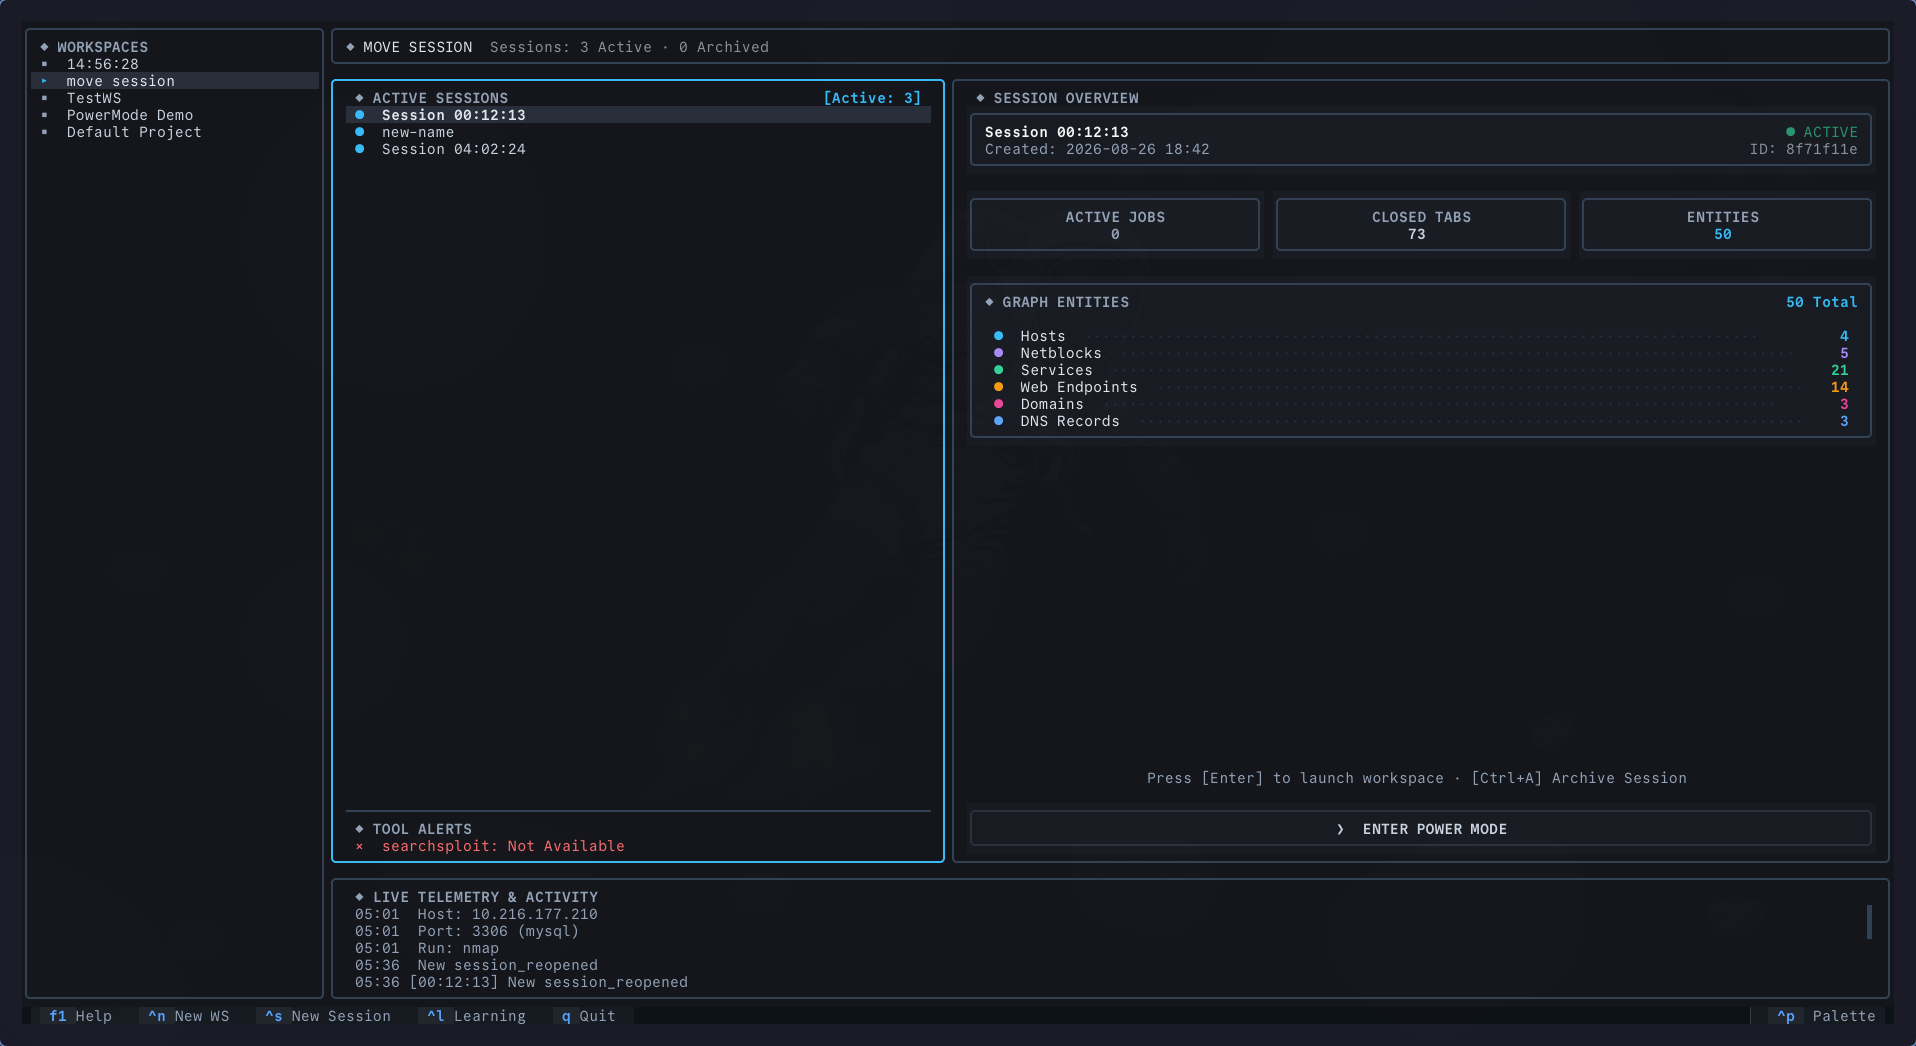 ◆ WORKSPACES
▪ 14:56:28
▸ move session
▪ TestWS
▪ PowerMode Demo
▪ Default Project
◆ MOVE SESSION Sessions: 3 Active · 0 Archived
◆ ACTIVE SESSIONS [Active: 3]
● Session 00:12:13
● new-name
● Session 04:02:24
◆ TOOL ALERTS
× searchsploit: Not Available
◆ SESSION OVERVIEW
Session 00:12:13 ● ACTIVE
Created: 2026-08-26 18:42 ID: 8f71f11e
ACTIVE JOBS
0
CLOSED TABS
73
ENTITIES
50
◆ GRAPH ENTITIES 50 Total
● Hosts 4
● Netblocks 5
● Services 21
● Web Endpoints 14
● Domains 3
● DNS Records 3
Press [Enter] to launch workspace · [Ctrl+A] Archive Session
❯ ENTER POWER MODE
◆ LIVE TELEMETRY & ACTIVITY
05:01 Host: 10.216.177.210
05:01 Port: 3306 (mysql)
05:01 Run: nmap
05:36 New session_reopened
05:36 [00:12:13] New session_reopened
f1 Help ^n New WS ^s New Session ^l Learning q Quit ^p Palette